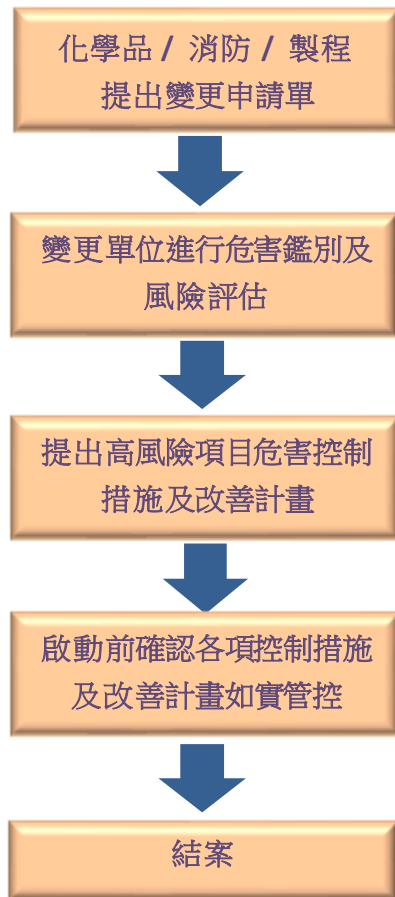 化學品 / 消防 / 製程
提出變更申請單
變更單位進行危害鑑別及
風險評估
提出高風險項目危害控制
措施及改善計畫
啟動前確認各項控制措施
及改善計畫如實管控
結案